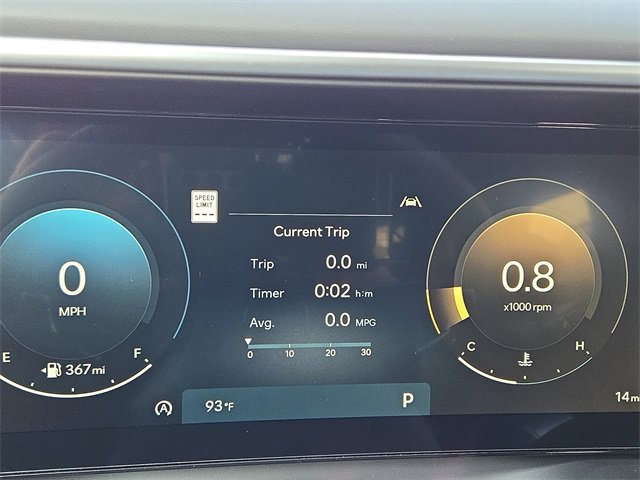 SPEED
LIMIT
---
Current Trip
Trip 0.0 mi
Timer 0:02 h:m
Avg. 0.0 MPG
0 10 20 30
0
MPH
E F
367 mi
0.8
x1000 rpm
C H
A
93°F P
14 m